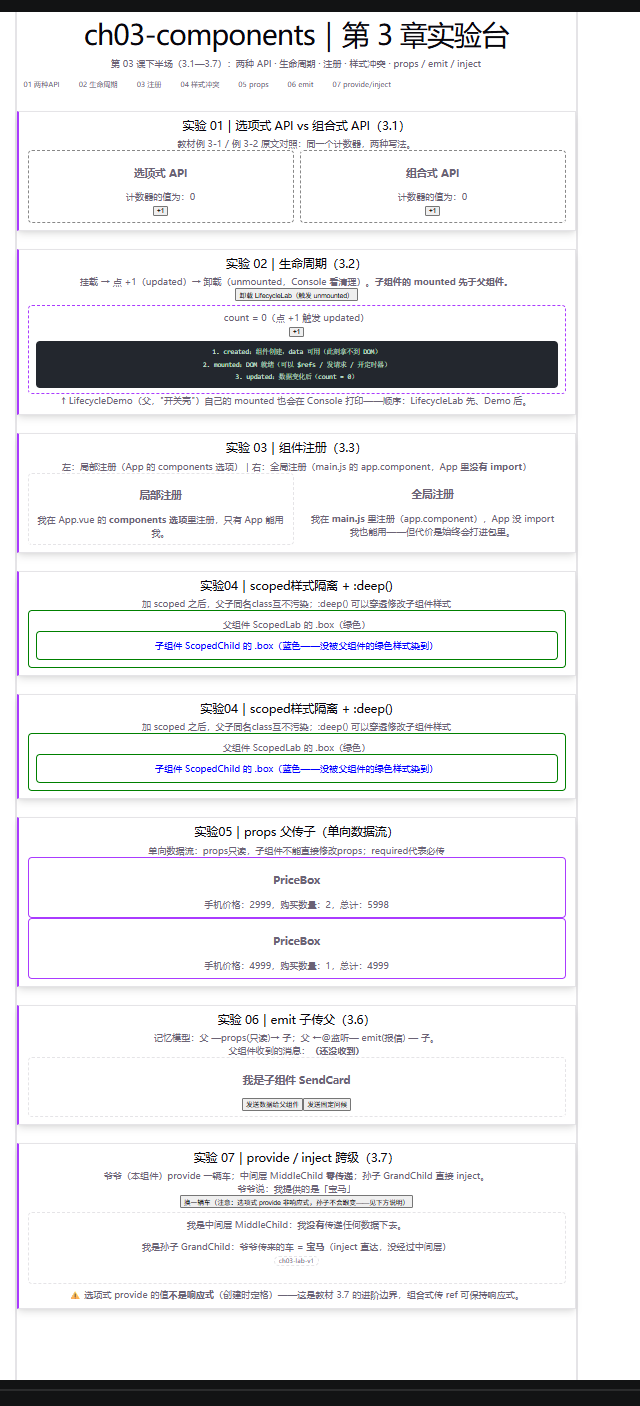 ch03-components｜第 3 章实验台
第 03 课下半场（3.1—3.7）：两种 API · 生命周期 · 注册 · 样式冲突 · props / emit / inject
01 两种API 02 生命周期 03 注册 04 样式冲突 05 props 06 emit 07 provide/inject
实验 01｜选项式 API vs 组合式 API（3.1）
教材例 3-1 / 例 3-2 原文对照：同一个计数器，两种写法。
选项式 API 组合式 API
计数器的值为：0 计数器的值为：0
+1 +1
实验 02｜生命周期（3.2）
挂载 → 点 +1（updated）→ 卸载（unmounted，Console 看清理）。子组件的 mounted 先于父组件。
卸载 LifecycleLab（触发 unmounted）
count = 0（点 +1 触发 updated）
+1
1. created：组件创建，data 可用（此刻拿不到 DOM）
2. mounted：DOM 就绪（可以 $refs / 发请求 / 开定时器）
3. updated：数据变化后（count = 0）
↑ LifecycleDemo（父，"开关壳"）自己的 mounted 也会在 Console 打印——顺序：LifecycleLab 先、Demo 后。
实验 03｜组件注册（3.3）
左：局部注册（App 的 components 选项）｜右：全局注册（main.js 的 app.component，App 里没有 import）
局部注册 全局注册
我在 App.vue 的 components 选项里注册，只有 App 能用我。
我在 main.js 里注册（app.component），App 没 import 我也能用——但代价是始终会打进包里。
实验04｜scoped样式隔离 + :deep()
加 scoped 之后，父子同名class互不污染；:deep() 可以穿透修改子组件样式
父组件 ScopedLab 的 .box（绿色）
子组件 ScopedChild 的 .box（蓝色——没被父组件的绿色样式染到）
实验04｜scoped样式隔离 + :deep()
加 scoped 之后，父子同名class互不污染；:deep() 可以穿透修改子组件样式
父组件 ScopedLab 的 .box（绿色）
子组件 ScopedChild 的 .box（蓝色——没被父组件的绿色样式染到）
实验05｜props 父传子（单向数据流）
单向数据流：props只读，子组件不能直接修改props；required代表必传
PriceBox
手机价格：2999，购买数量：2，总计：5998
PriceBox
手机价格：4999，购买数量：1，总计：4999
实验 06｜emit 子传父（3.6）
记忆模型：父 —props(只读)→ 子；父 ←@监听— emit(报信) — 子。
父组件收到的消息：（还没收到）
我是子组件 SendCard
发送数据给父组件 发送固定问候
实验 07｜provide / inject 跨级（3.7）
爷爷（本组件）provide 一辆车；中间层 MiddleChild 零传递；孙子 GrandChild 直接 inject。
爷爷说：我提供的是「宝马」
换一辆车（注意：选项式 provide 非响应式，孙子不会跟变——见下方说明）
我是中间层 MiddleChild：我没有传递任何数据下去。
我是孙子 GrandChild：爷爷传来的车 = 宝马（inject 直达，没经过中间层）
ch03-lab-v1
⚠️ 选项式 provide 的值不是响应式（创建时定格）——这是教材 3.7 的进阶边界，组合式传 ref 可保持响应式。